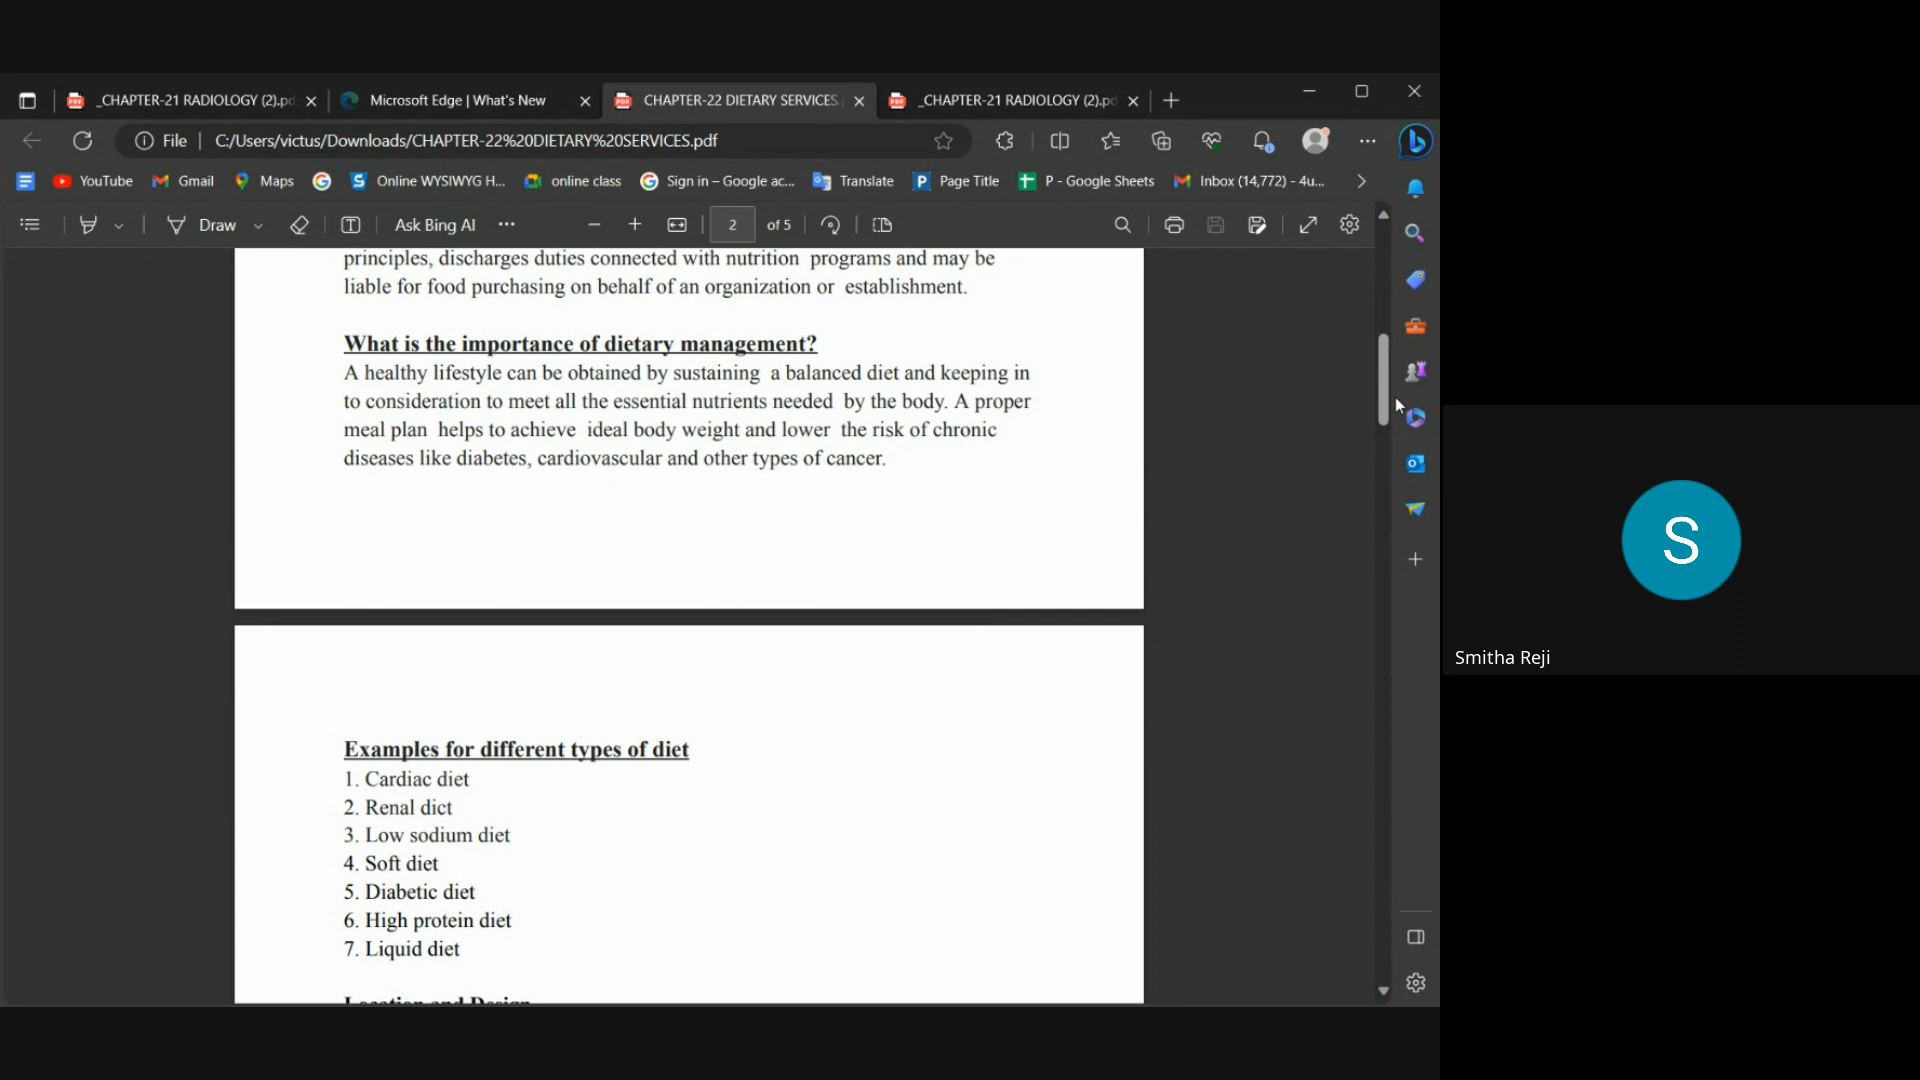 _CHAPTER-21 RADIOLOGY (2).pd
Microsoft Edge | What's New
CHAPTER-22 DIETARY SERVICES.
_CHAPTER-21 RADIOLOGY (2).pd
File
C:/Users/victus/Downloads/CHAPTER-22%20DIETARY%20SERVICES.pdf
YouTube
Gmail
Maps
Online WYSIWYG H...
online class
Sign in – Google ac...
Translate
Page Title
P - Google Sheets
Inbox (14,772) - 4u...
Draw
Ask Bing AI
2
of 5
principles, discharges duties connected with nutrition programs and may be
liable for food purchasing on behalf of an organization or establishment.
What is the importance of dietary management?
A healthy lifestyle can be obtained by sustaining a balanced diet and keeping in
to consideration to meet all the essential nutrients needed by the body. A proper
meal plan helps to achieve ideal body weight and lower the risk of chronic
diseases like diabetes, cardiovascular and other types of cancer.
Examples for different types of diet
1. Cardiac diet
2. Renal dict
3. Low sodium diet
4. Soft diet
5. Diabetic diet
6. High protein diet
7. Liquid diet
Location and Design
S
Smitha Reji